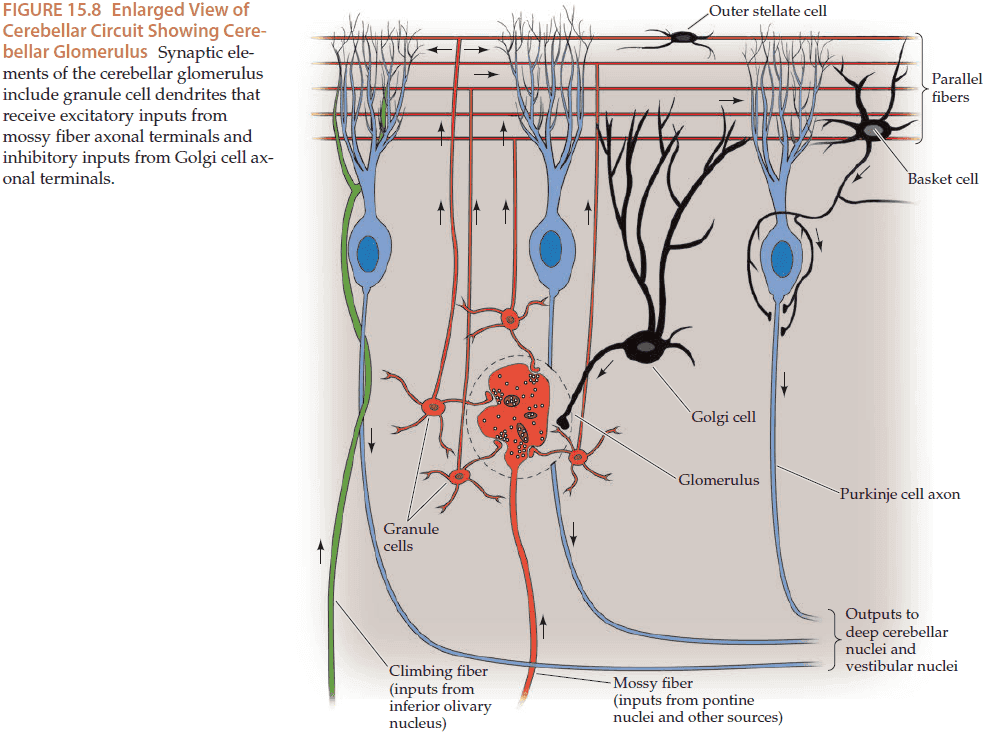 FIGURE 15.8 Enlarged View of
Cerebellar Circuit Showing Cere-
bellar Glomerulus Synaptic ele-
ments of the cerebellar glomerulus
include granule cell dendrites that
receive excitatory inputs from
mossy fiber axonal terminals and
inhibitory inputs from Golgi cell ax-
onal terminals.
Outer stellate cell
Parallel
fibers
Basket cell
Golgi cell
Glomerulus
Purkinje cell axon
Granule
cells
Outputs to
deep cerebellar
nuclei and
vestibular nuclei
Climbing fiber
(inputs from
inferior olivary
nucleus)
Mossy fiber
(inputs from pontine
nuclei and other sources)